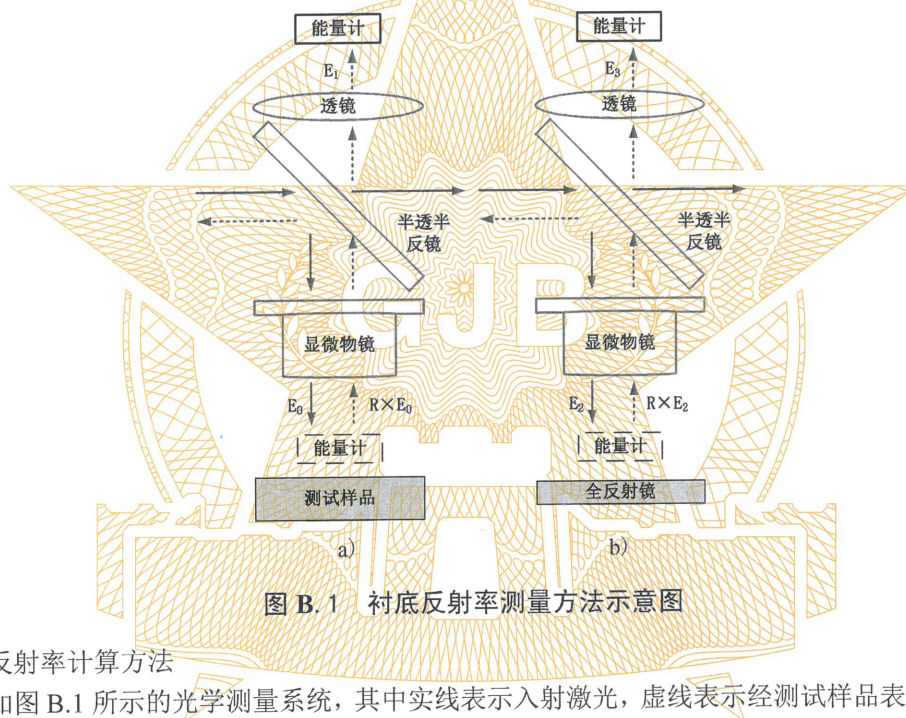 能量计 能量计
E₁ E₃
透镜 透镜
半透半反镜 半透半反镜
GJB
显微物镜 显微物镜
E₀ R×E₀ E₂ R×E₂
能量计 能量计
测试样品 全反射镜
a) b)
图 B.1 衬底反射率测量方法示意图
反射率计算方法
如图 B.1 所示的光学测量系统，其中实线表示入射激光，虚线表示经测试样品表